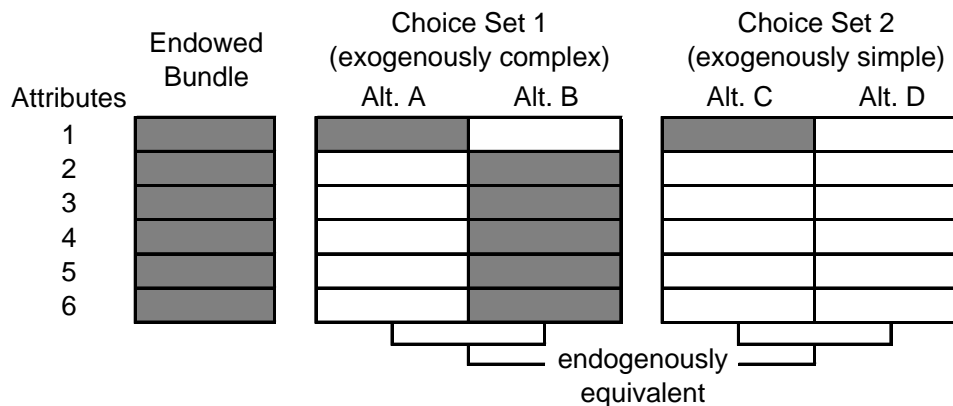 Endowed
Bundle
Choice Set 1
(exogenously complex)
Choice Set 2
(exogenously simple)
Attributes
Alt. A
Alt. B
Alt. C
Alt. D
1
2
3
4
5
6
endogenously
equivalent